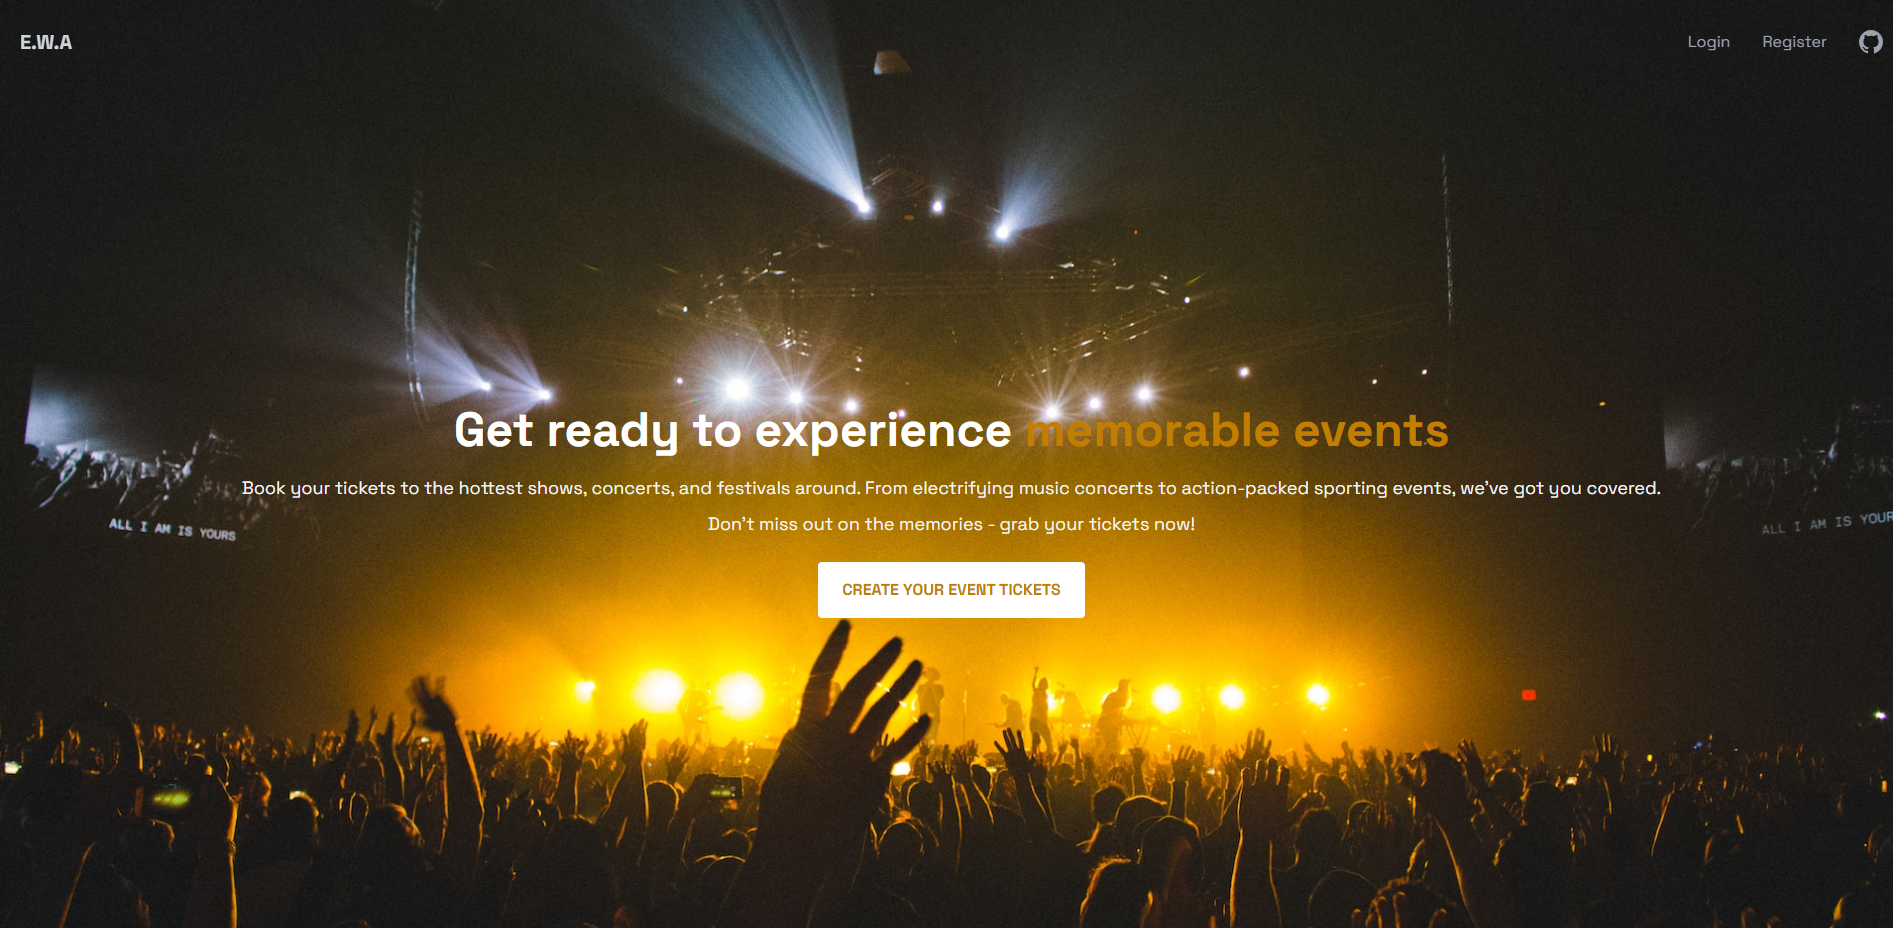 E.W.A
Login
Register
Get ready to experience memorable events
Book your tickets to the hottest shows, concerts, and festivals around. From electrifying music concerts to action-packed sporting events, we've got you covered.
Don't miss out on the memories - grab your tickets now!
ALL I AM IS YOURS
ALL I AM IS YOUR
CREATE YOUR EVENT TICKETS